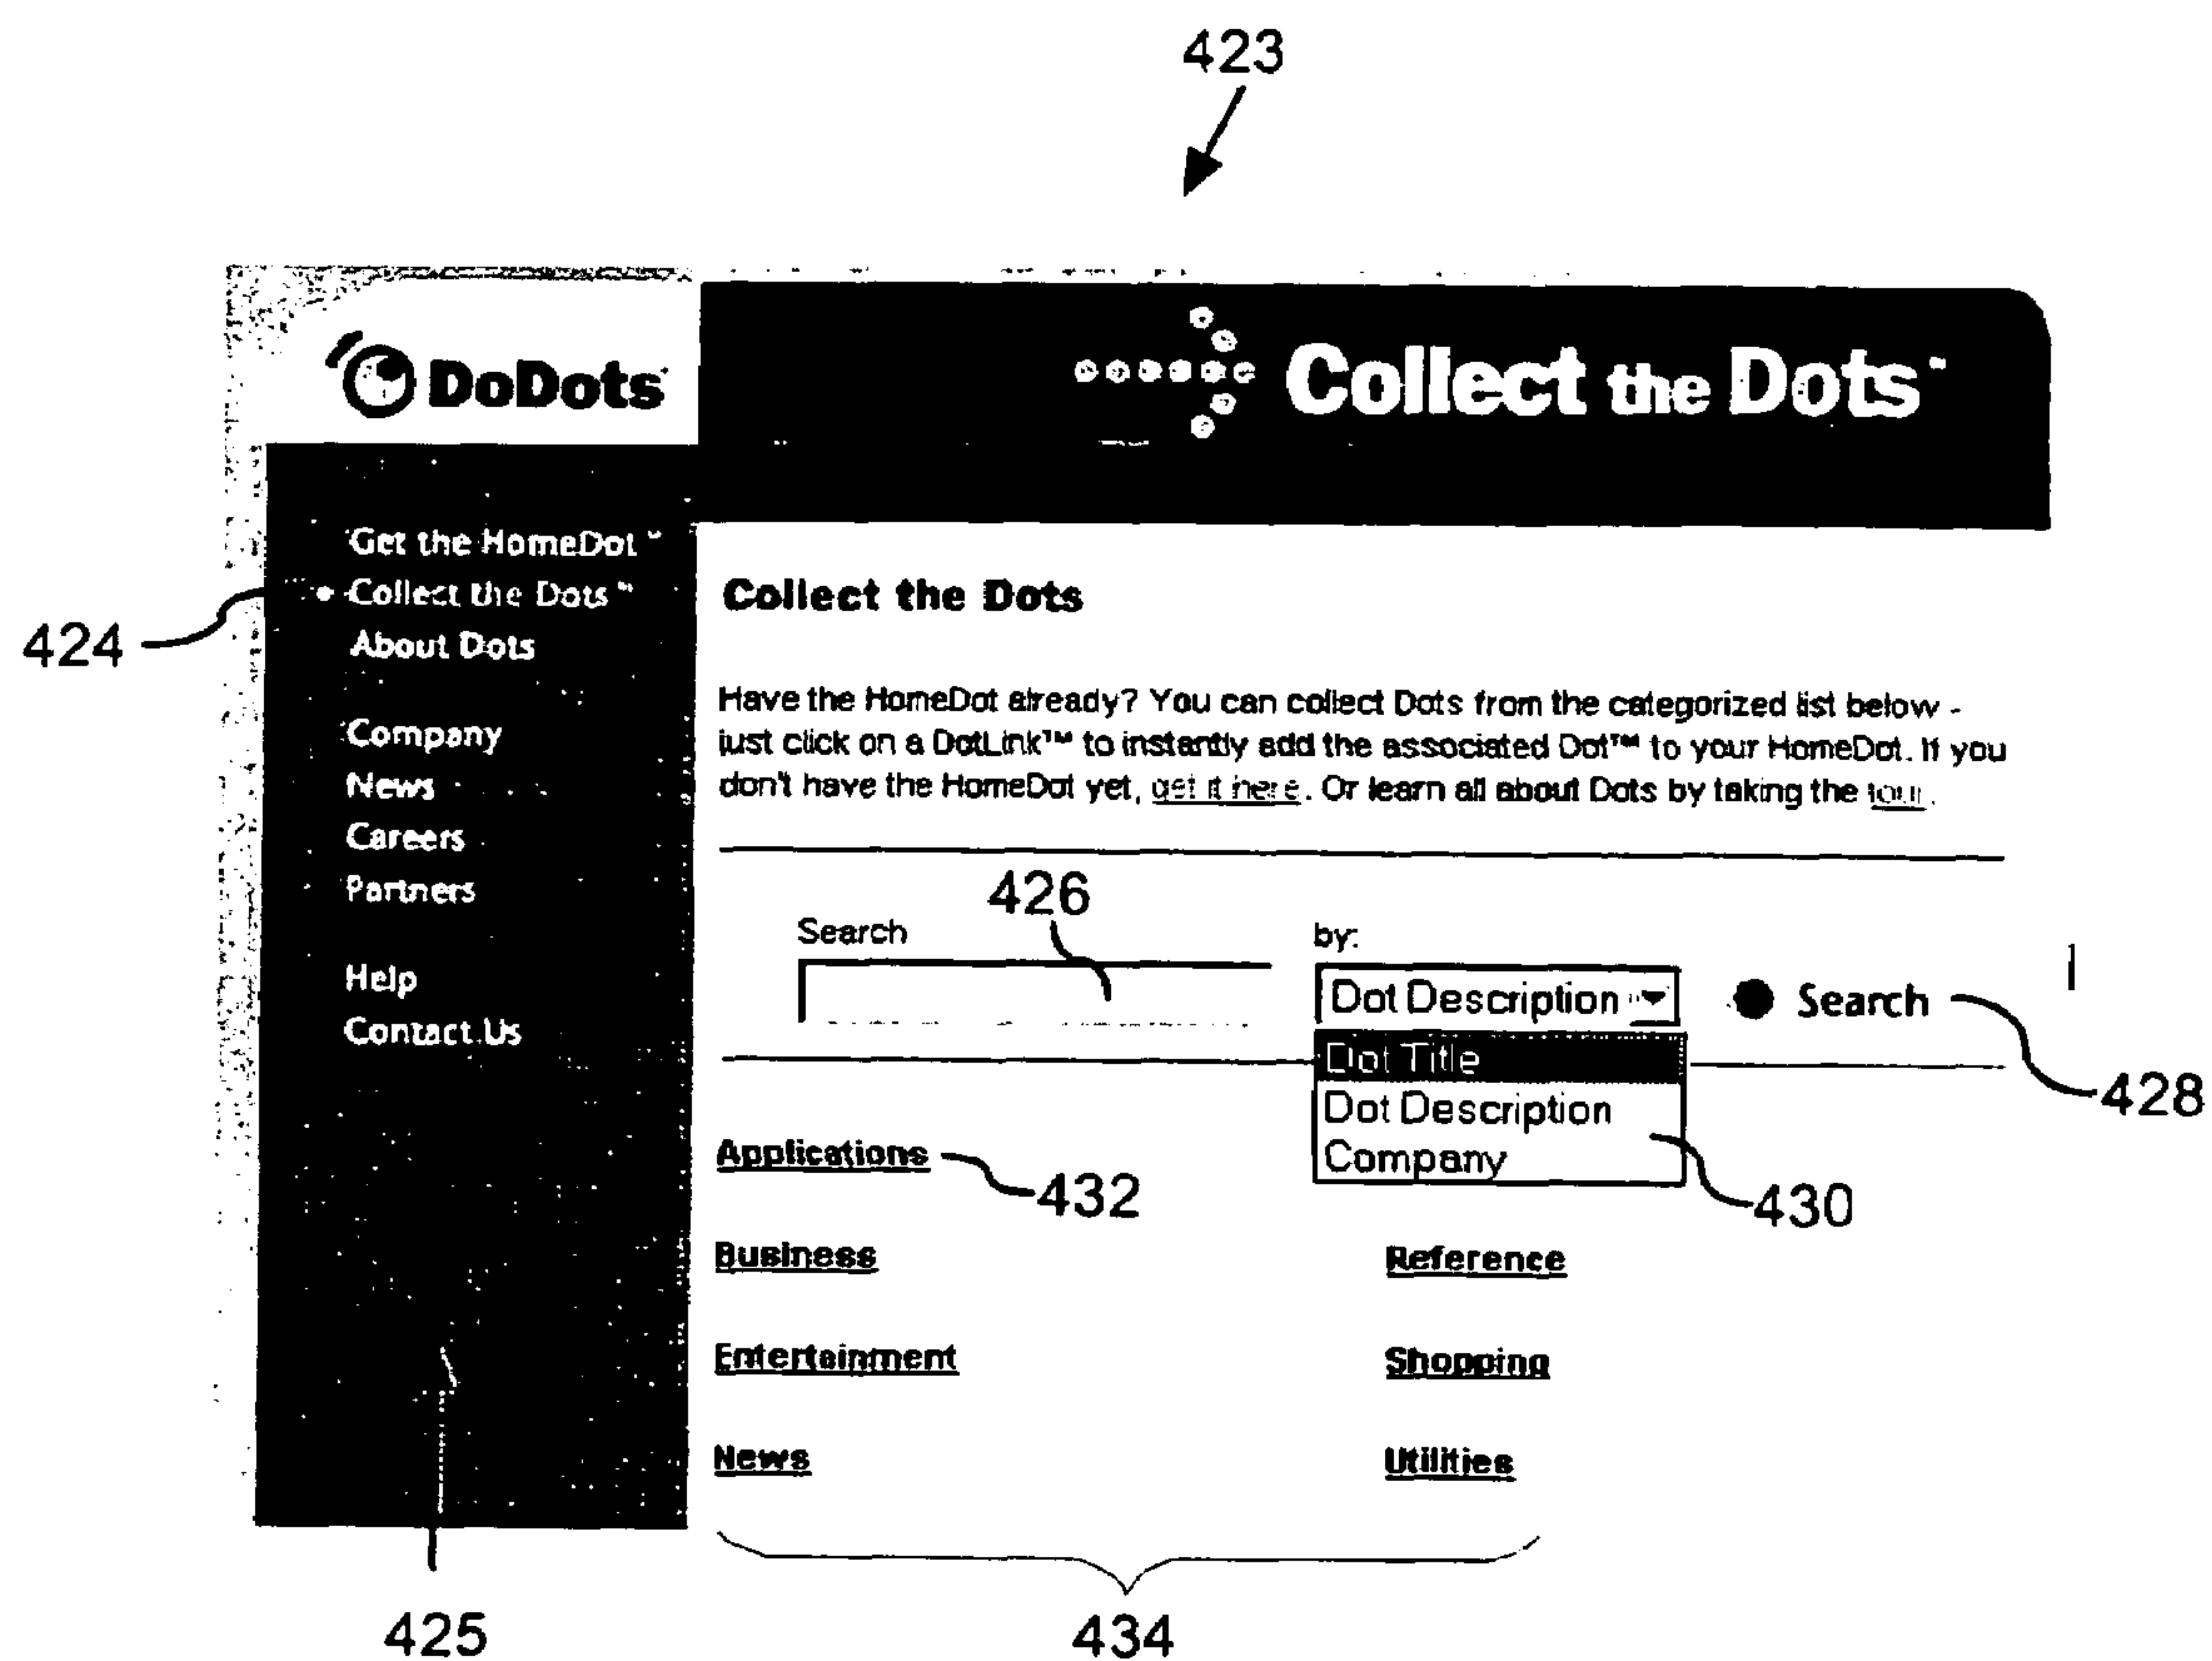 423
DoDots
Collect the Dots™
Get the HomeDot™
Collect the Dots™
About Dots
424
Company
News
Careers
Partners
Help
Contact Us
Collect the Dots
Have the HomeDot already? You can collect Dots from the categorized list below -
just click on a DotLink™ to instantly add the associated Dot™ to your HomeDot. If you
don't have the HomeDot yet, get it here. Or learn all about Dots by taking the tour.
426
Search
by:
Dot Description
Search
428
Dot Title
Dot Description
Company
430
Applications
432
Business
Reference
Entertainment
Shopping
News
Utilities
425
434